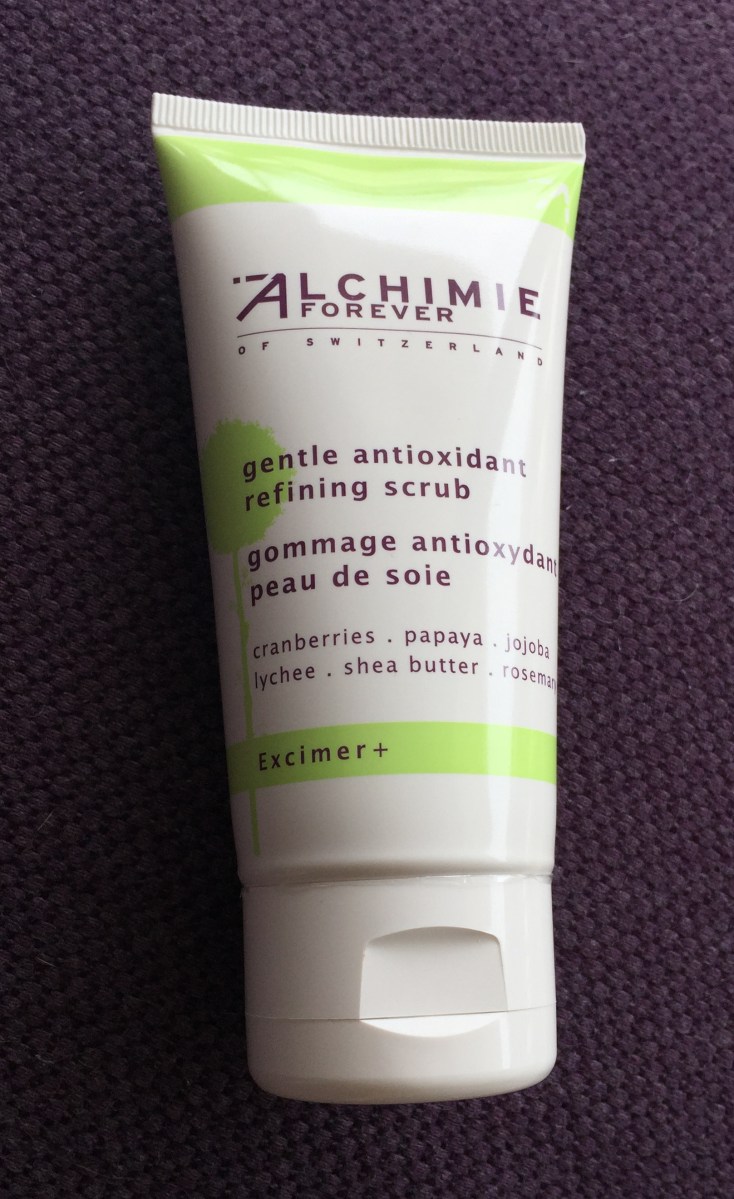 ALCHIMIE
FOREVER
OF SWITZERLAND
gentle antioxidant
refining scrub
gommage antioxydant
peau de soie
cranberries . papaya . jojoba
lychee . shea butter . rosemary
Excimer+